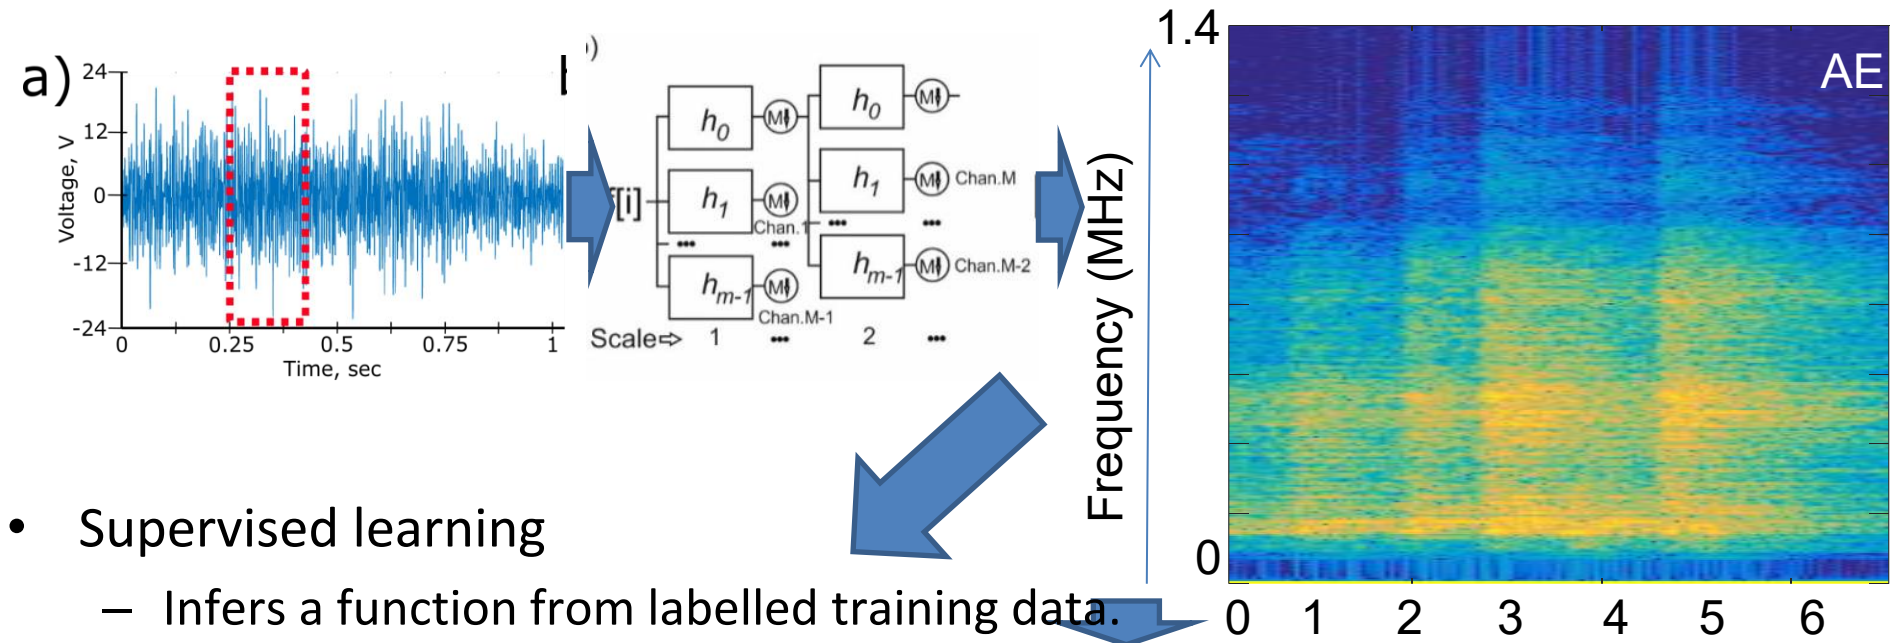 a)
24
12
0
-12
-24
Voltage, V
0 0.25 0.5 0.75 1
Time, sec
)
[i]
h0 M h0 M
h1 M h1 M Chan.M
Chan.1
••• ••• ••• •••
hm-1 M hm-1 M Chan.M-2
Chan.M-1
Scale⇨ 1 ••• 2 •••
1.4
AE
Frequency (MHz)
0
0 1 2 3 4 5 6
• Supervised learning
– Infers a function from labelled training data.